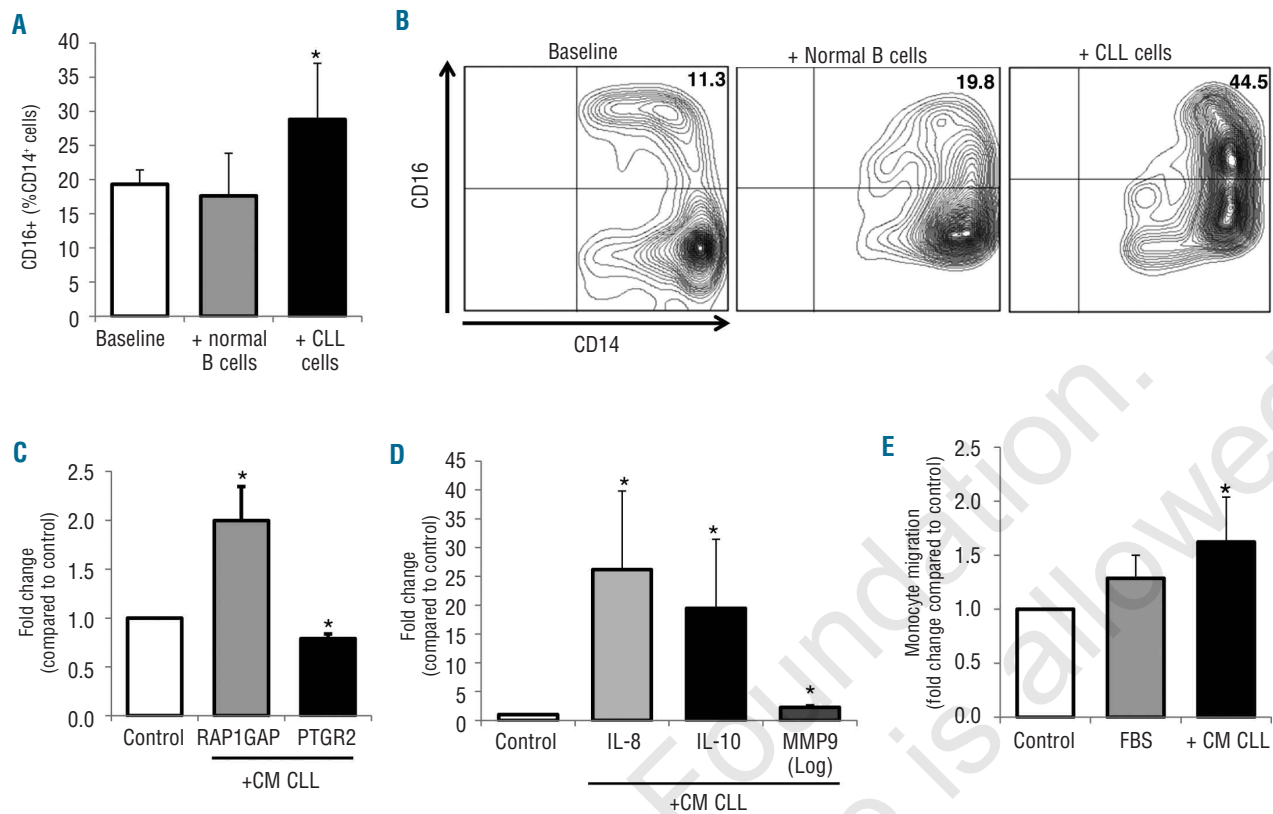 A
40
35
30
25
20
15
10
5
0
CD16+ (%CD14+ cells)
*
Baseline
+ normal
B cells
+ CLL
cells
B
Baseline
+ Normal B cells
+ CLL cells
11.3
19.8
44.5
CD16
CD14
C
2.5
2.0
1.5
1.0
0.5
0.0
Fold change
(compared to control)
*
*
Control
RAP1GAP
PTGR2
+CM CLL
D
45
40
35
30
25
20
15
10
5
0
Fold change
(compared to control)
*
*
*
Control
IL-8
IL-10
MMP9
(Log)
+CM CLL
E
2.5
2.0
1.5
1.0
0.5
0.0
Monocyte migration
(fold change compared to control)
*
Control
FBS
+ CM CLL
Foundation.
is allowed